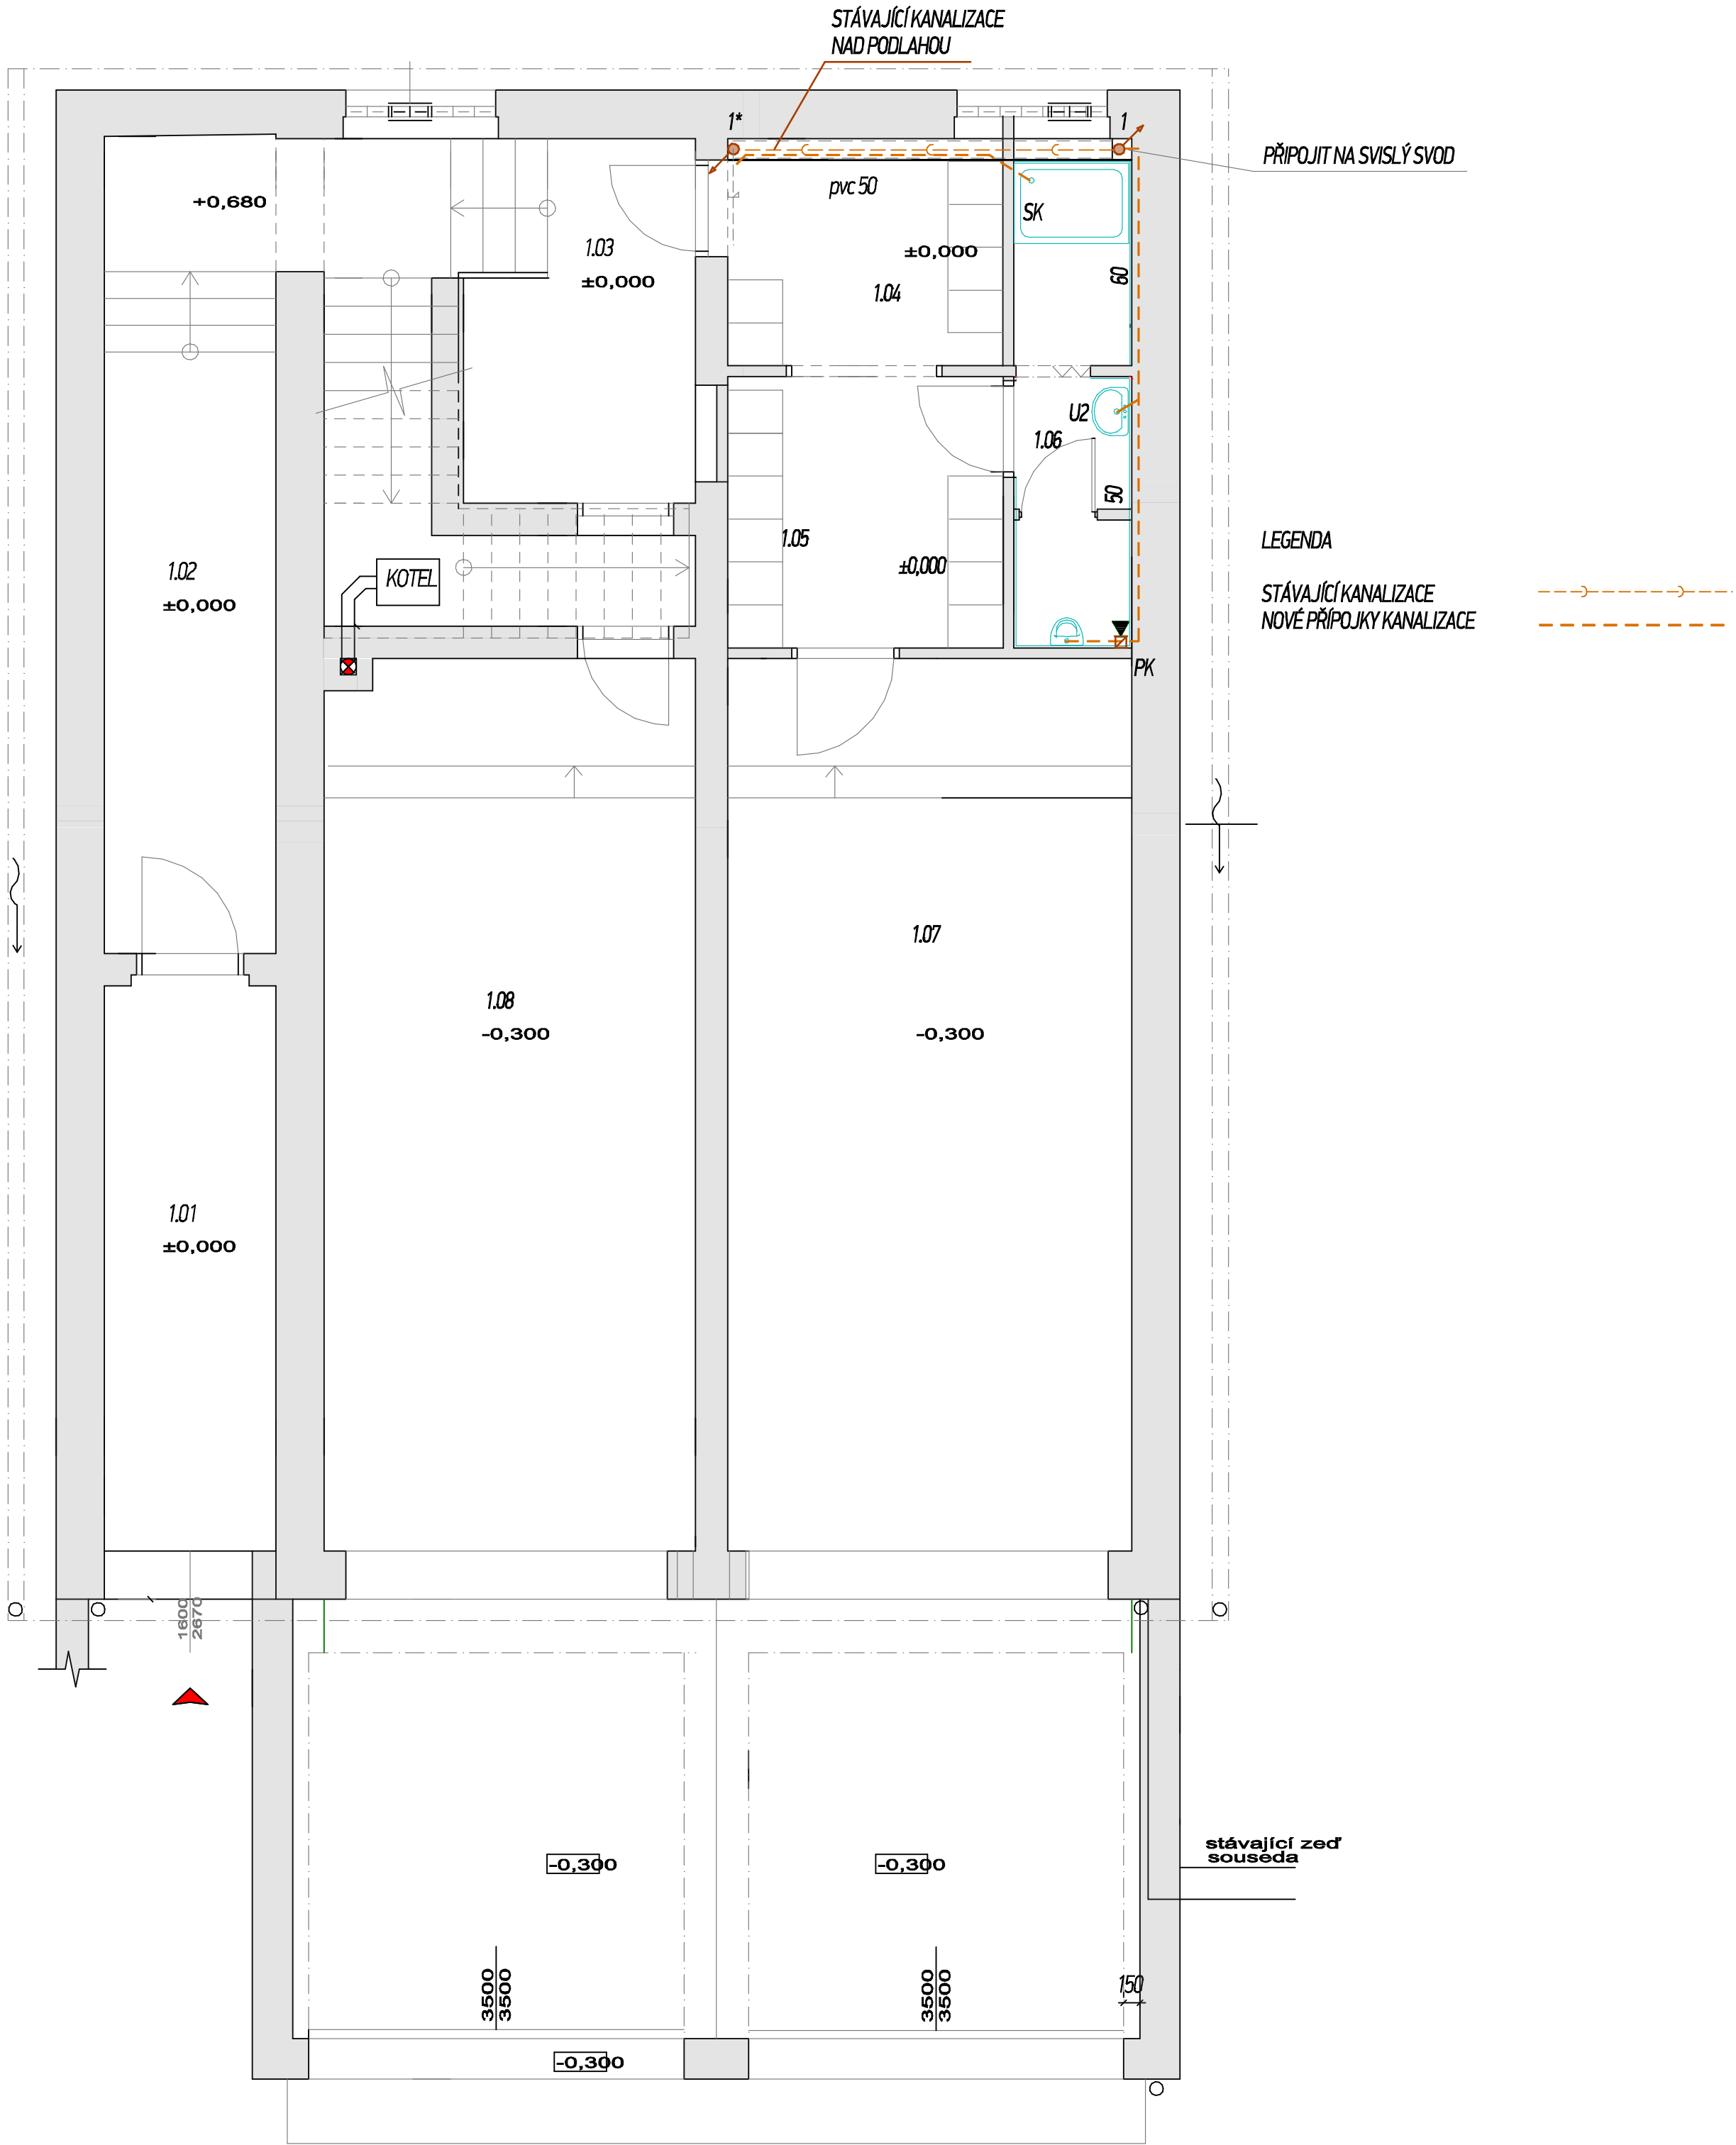 STÁVAJÍCÍ KANALIZACE
NAD PODLAHOU
1*
1
PŘIPOJIT NA SVISLÝ SVOD
pvc 50
+0,680
SK
1.03
±0,000
±0,000
60
1.04
U2
1.06
50
1.05
LEGENDA
±0,000
1.02
KOTEL
±0,000
STÁVAJÍCÍ KANALIZACE
NOVÉ PŘÍPOJKY KANALIZACE
PK
1.07
1.08
-0,300
-0,300
1.01
±0,000
1600
2670
stávající zeď
souseda
-0,300
-0,300
150
3500
3500
3500
3500
-0,300